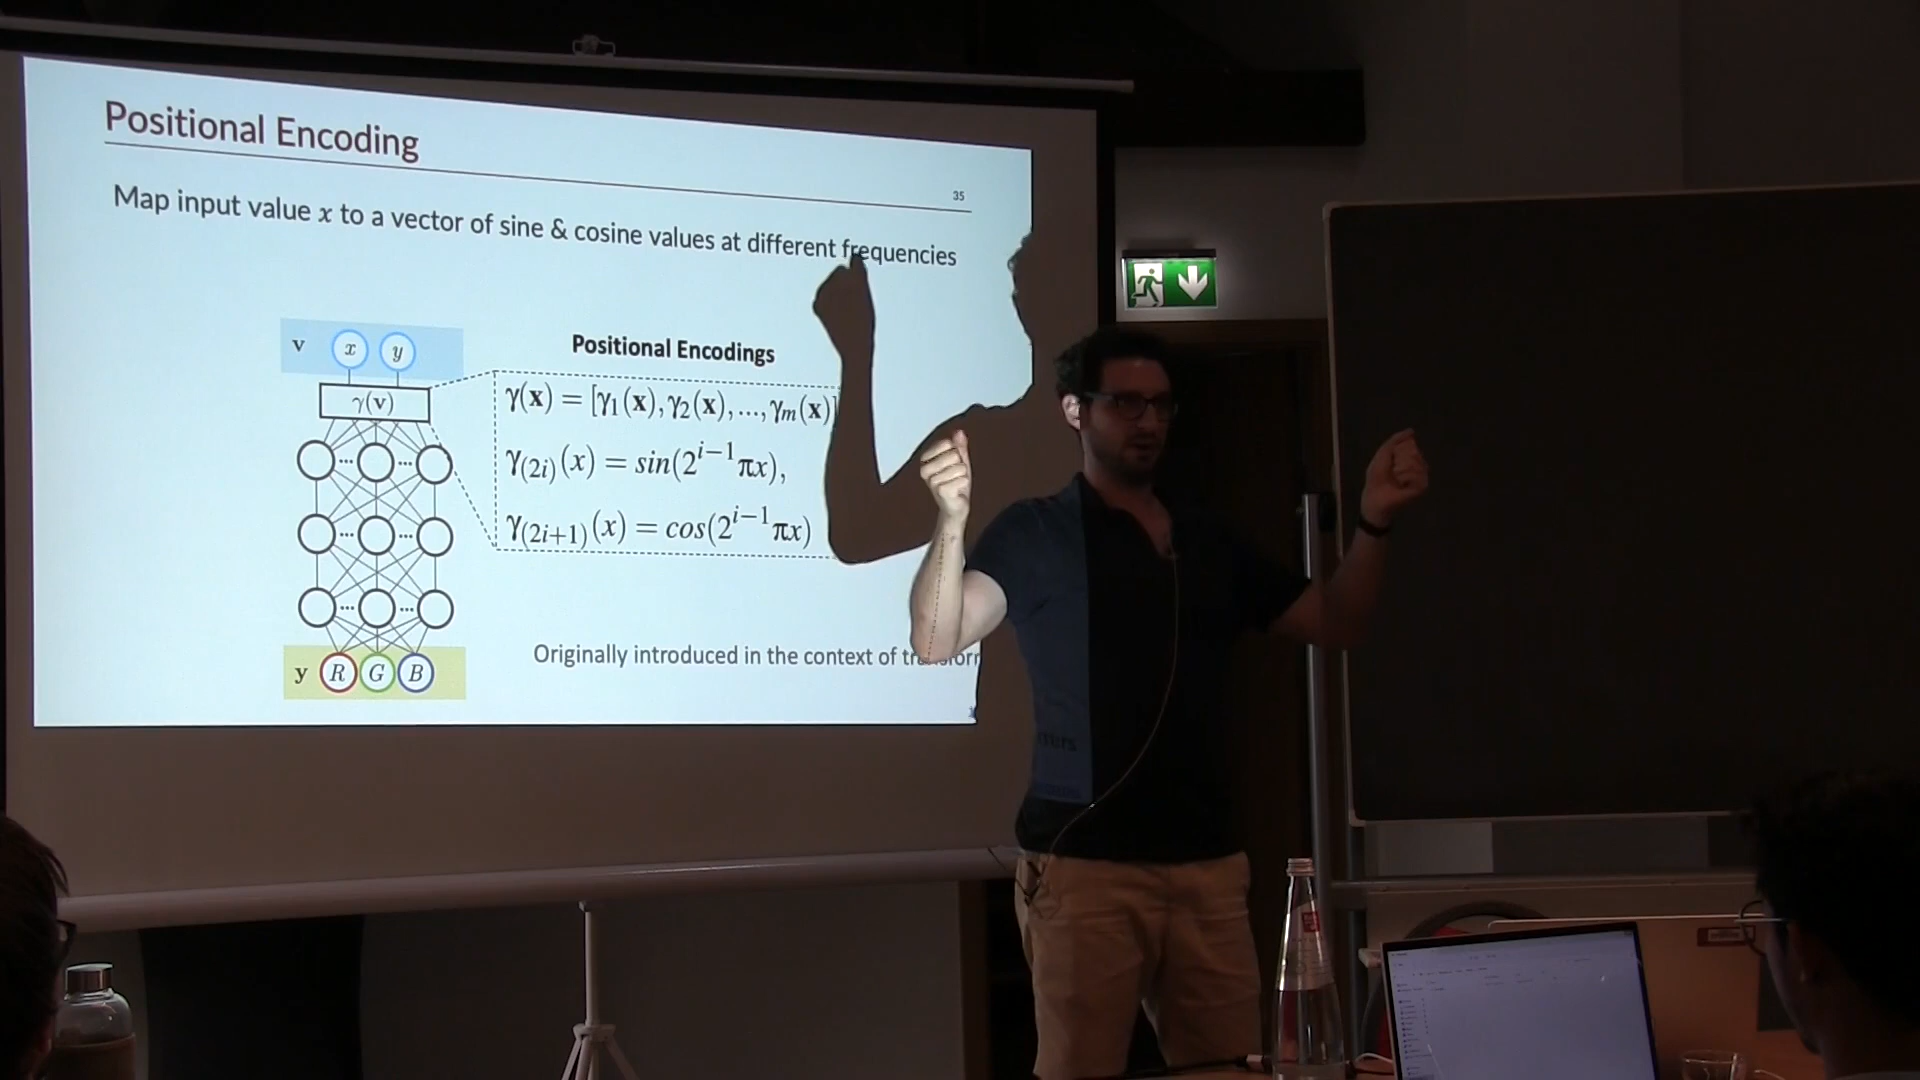 Positional Encoding
35
Map input value x to a vector of sine & cosine values at different frequencies
v x y
γ(v)
Positional Encodings
γ(x) = [γ1(x), γ2(x), ..., γm(x)]
γ(2i)(x) = sin(2^{i−1}πx),
γ(2i+1)(x) = cos(2^{i−1}πx)
y R G B
Originally introduced in the context of